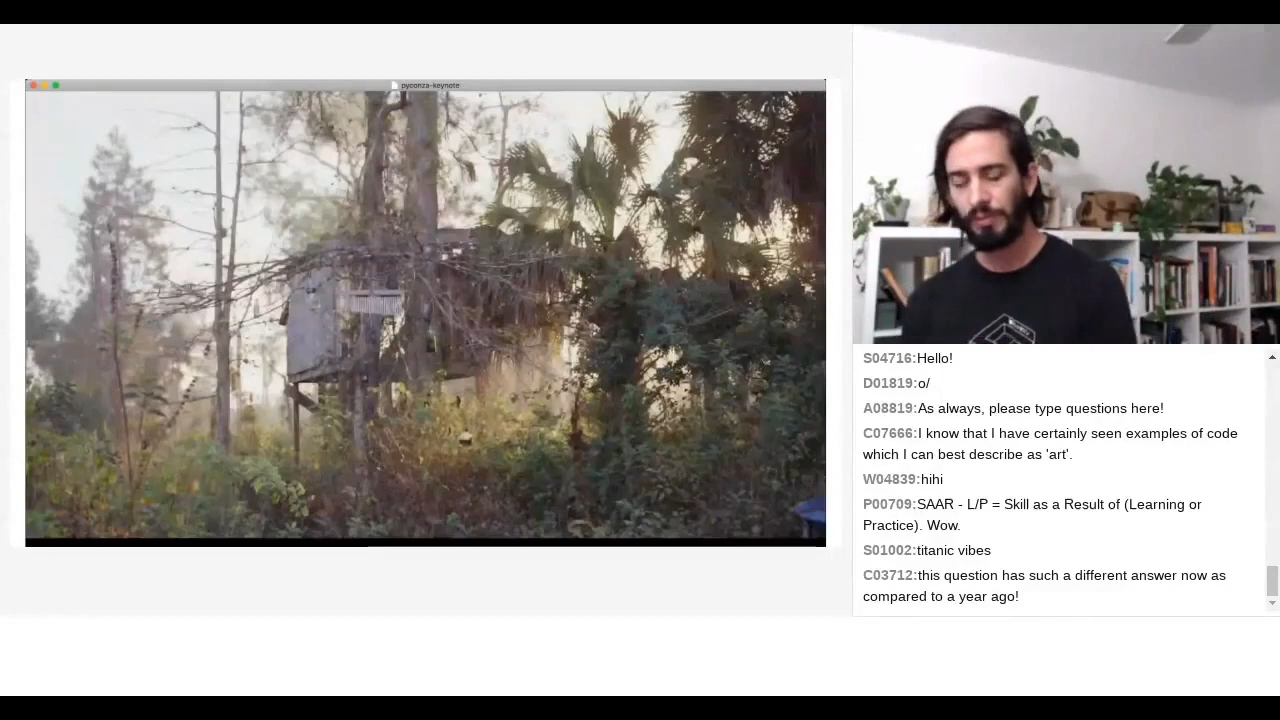 pyconza-keynote
S04716:Hello!
D01819:o/
A08819:As always, please type questions here!
C07666:I know that I have certainly seen examples of code
which I can best describe as 'art'.
W04839:hihi
P00709:SAAR - L/P = Skill as a Result of (Learning or
Practice). Wow.
S01002:titanic vibes
C03712:this question has such a different answer now as
compared to a year ago!